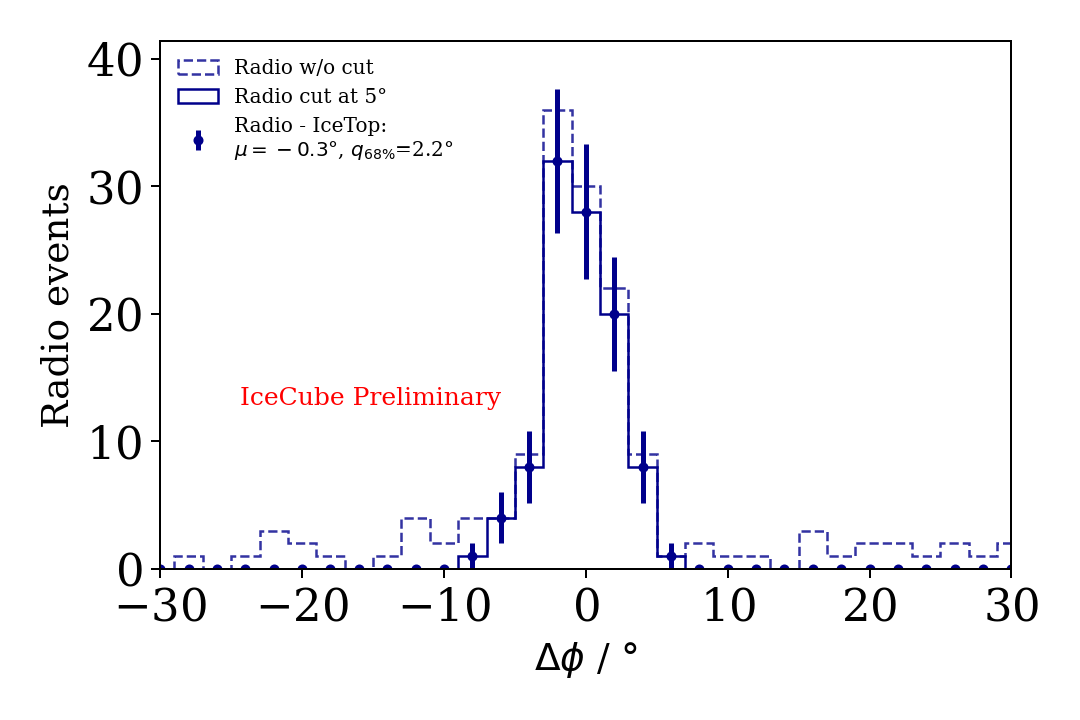 40
30
20
10
0
Radio events
Radio w/o cut
Radio cut at 5°
Radio - IceTop:
μ = −0.3°, q68%=2.2°
IceCube Preliminary
−30 −20 −10 0 10 20 30
Δϕ / °